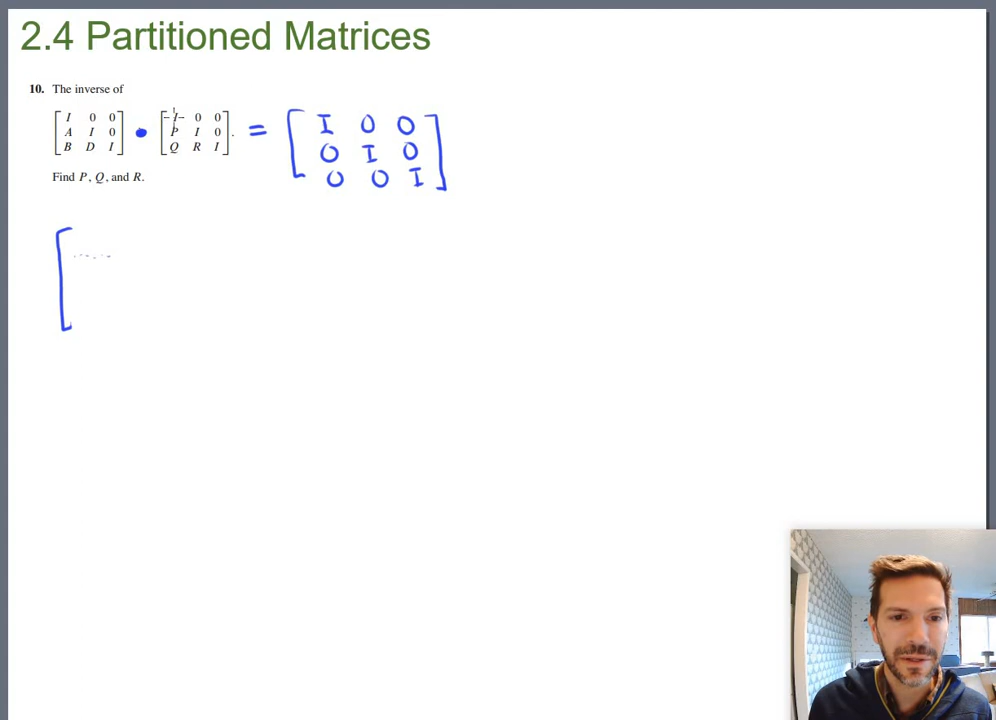 2.4 Partitioned Matrices
10. The inverse of
[I 0 0] • [I 0 0]. = [I 0 0]
[A I 0] [P I 0] [0 I 0]
[B D I] [Q R I] [0 0 I]
Find P, Q, and R.
[